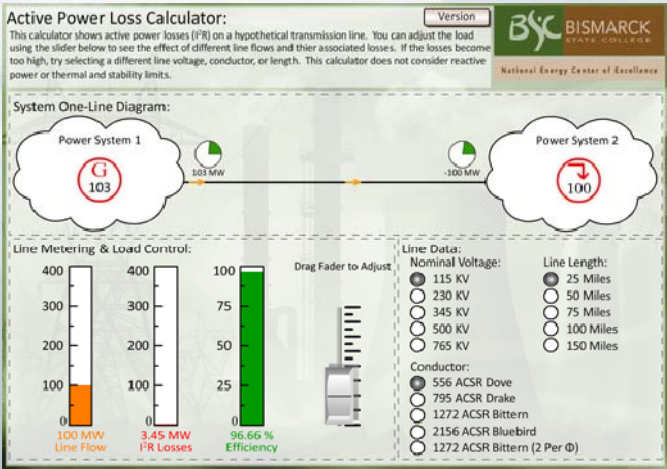 Active Power Loss Calculator:
Version
This calculator shows active power losses (I²R) on a hypothetical transmission line. You can adjust the load
using the slider below to see the effect of different line flows and thier associated losses. If the losses become
too high, try selecting a different line voltage, conductor, or length. This calculator does not consider reactive
power or thermal and stability limits.
BSC BISMARCK
STATE COLLEGE
National Energy Center of Excellence
System One-Line Diagram:
Power System 1
G
103
103 MW
-100 MW
Power System 2
100
Line Metering & Load Control:
400
300
200
100
0
100 MW
Line Flow
400
300
200
100
0
3.45 MW
I²R Losses
100
75
50
25
0
96.66 %
Efficiency
Drag Fader to Adjust
Line Data:
Nominal Voltage:
115 KV
230 KV
345 KV
500 KV
765 KV
Line Length:
25 Miles
50 Miles
75 Miles
100 Miles
150 Miles
Conductor:
556 ACSR Dove
795 ACSR Drake
1272 ACSR Bittern
2156 ACSR Bluebird
1272 ACSR Bittern (2 Per Φ)